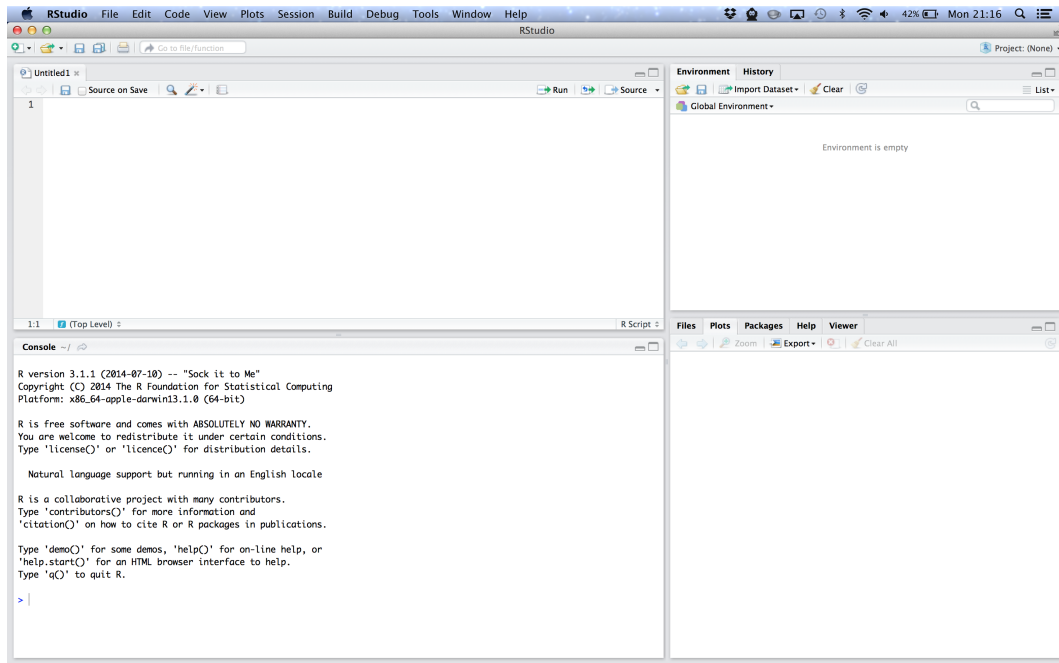 RStudio File Edit Code View Plots Session Build Debug Tools Window Help 42% Mon 21:16
RStudio
Go to file/function Project: (None)
Untitled1
Source on Save Run Source
1
1:1 (Top Level) R Script
Console ~/
R version 3.1.1 (2014-07-10) -- "Sock it to Me"
Copyright (C) 2014 The R Foundation for Statistical Computing
Platform: x86_64-apple-darwin13.1.0 (64-bit)
R is free software and comes with ABSOLUTELY NO WARRANTY.
You are welcome to redistribute it under certain conditions.
Type 'license()' or 'licence()' for distribution details.
Natural language support but running in an English locale
R is a collaborative project with many contributors.
Type 'contributors()' for more information and
'citation()' on how to cite R or R packages in publications.
Type 'demo()' for some demos, 'help()' for on-line help, or
'help.start()' for an HTML browser interface to help.
Type 'q()' to quit R.
>
Environment History
Import Dataset Clear List
Global Environment
Environment is empty
Files Plots Packages Help Viewer
Zoom Export Clear All